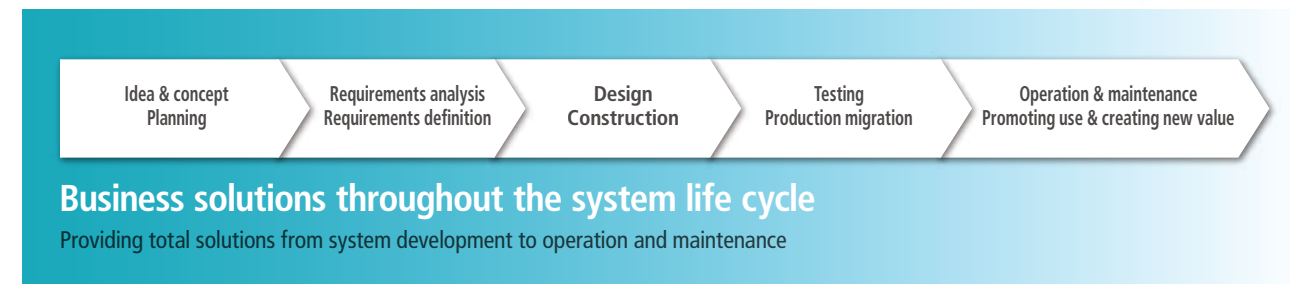 Idea & concept
Planning
Requirements analysis
Requirements definition
Design
Construction
Testing
Production migration
Operation & maintenance
Promoting use & creating new value
Business solutions throughout the system life cycle
Providing total solutions from system development to operation and maintenance